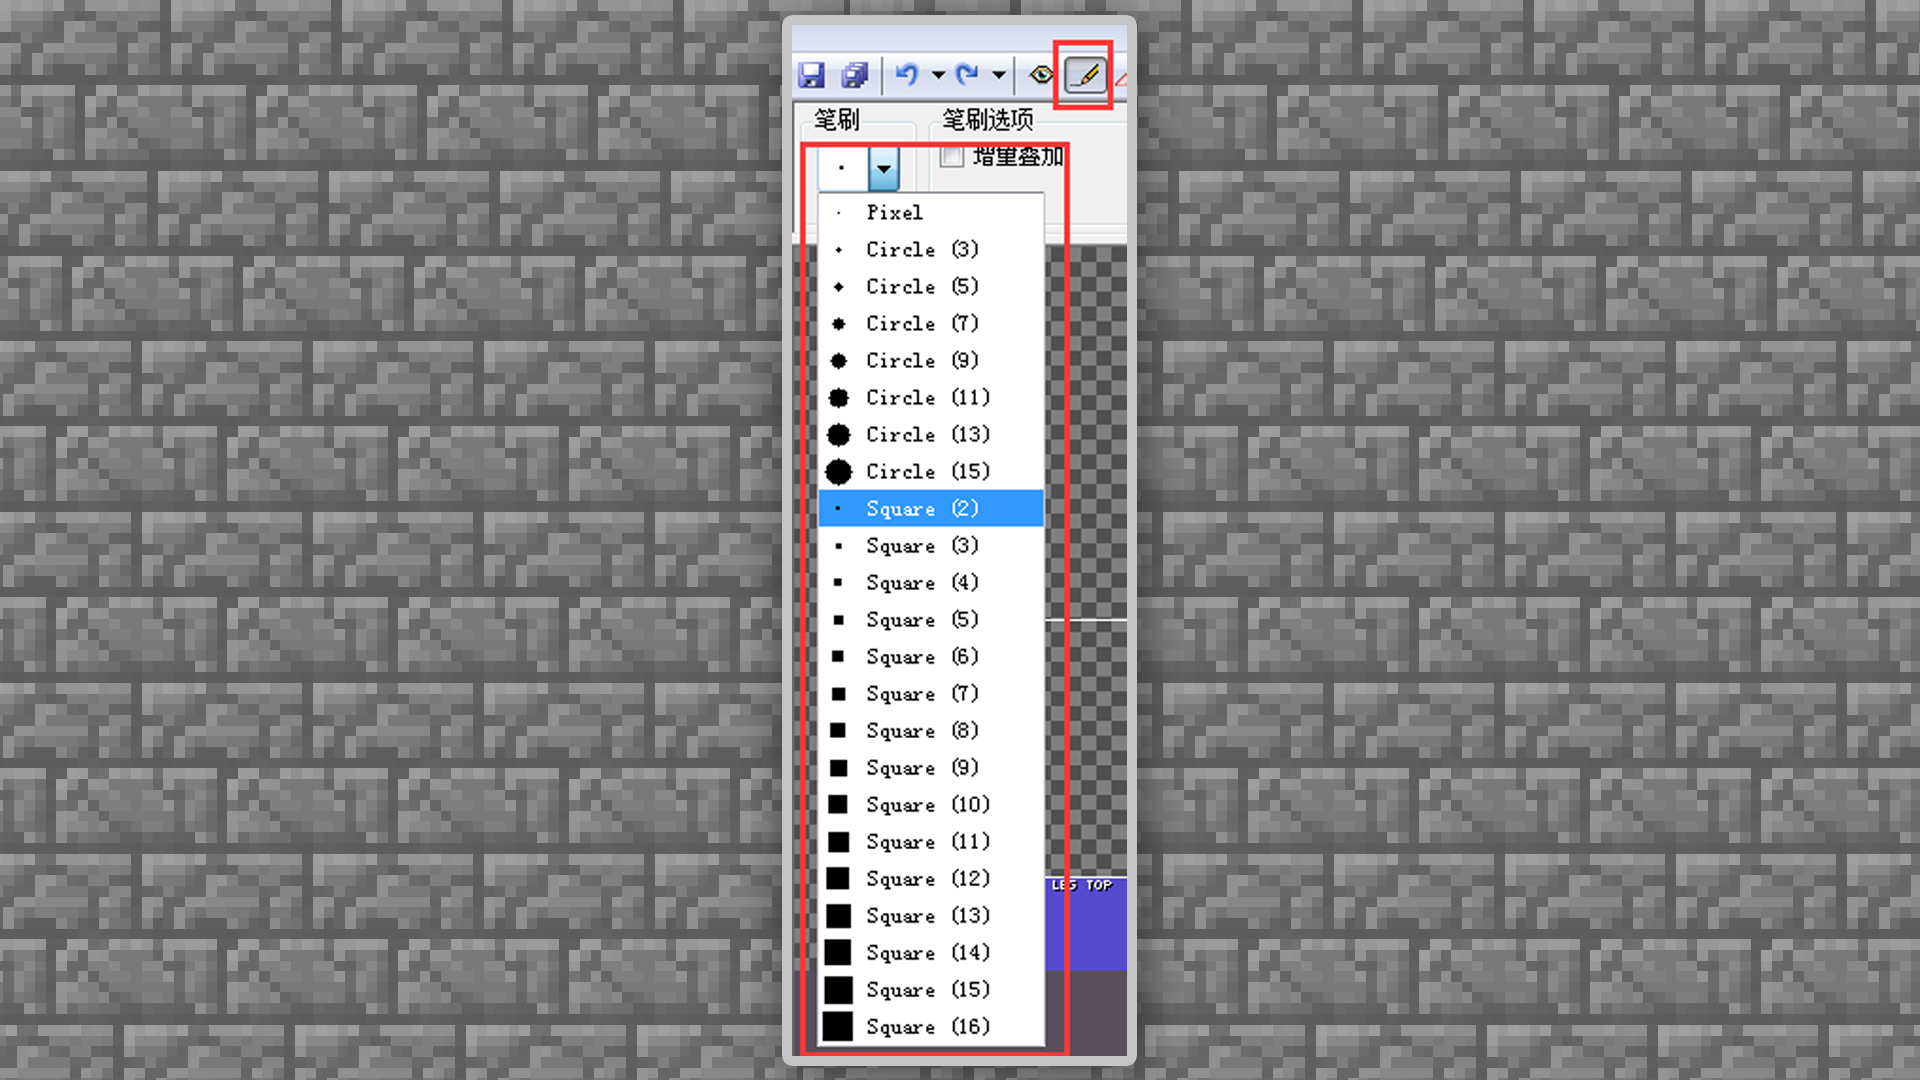 笔刷
笔刷选项
增量叠加
Pixel
Circle (3)
Circle (5)
Circle (7)
Circle (9)
Circle (11)
Circle (13)
Circle (15)
Square (2)
Square (3)
Square (4)
Square (5)
Square (6)
Square (7)
Square (8)
Square (9)
Square (10)
Square (11)
Square (12)
Square (13)
Square (14)
Square (15)
Square (16)
LEG TOP